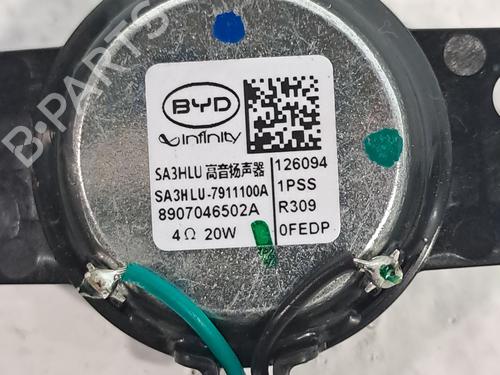 B-PARTS
BYD
infinity
SA3HLU 高音扬声器
SA3HLU-7911100A
8907046502A
4Ω 20W
126094
1PSS
R309
0FEDP